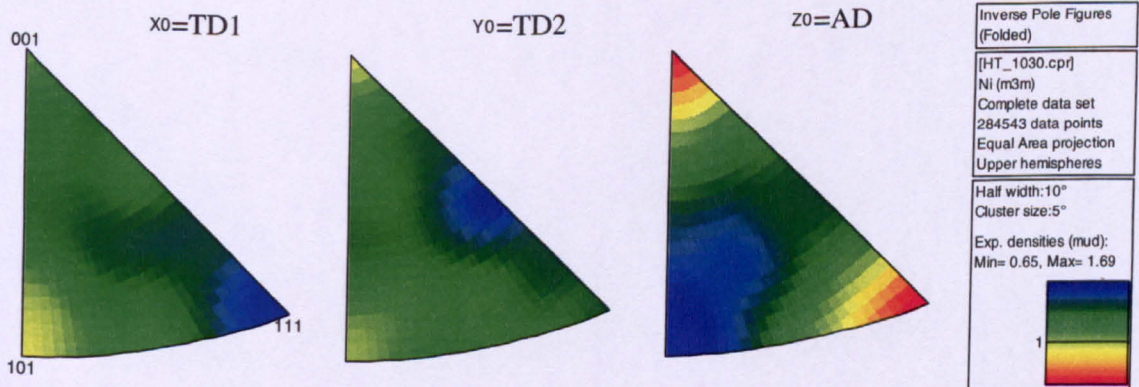 X0=TD1
Y0=TD2
Z0=AD
001
111
101
Inverse Pole Figures
(Folded)
[HT_1030.cpr]
Ni (m3m)
Complete data set
284543 data points
Equal Area projection
Upper hemispheres
Half width:10°
Cluster size:5°
Exp. densities (mud):
Min= 0.65, Max= 1.69
1